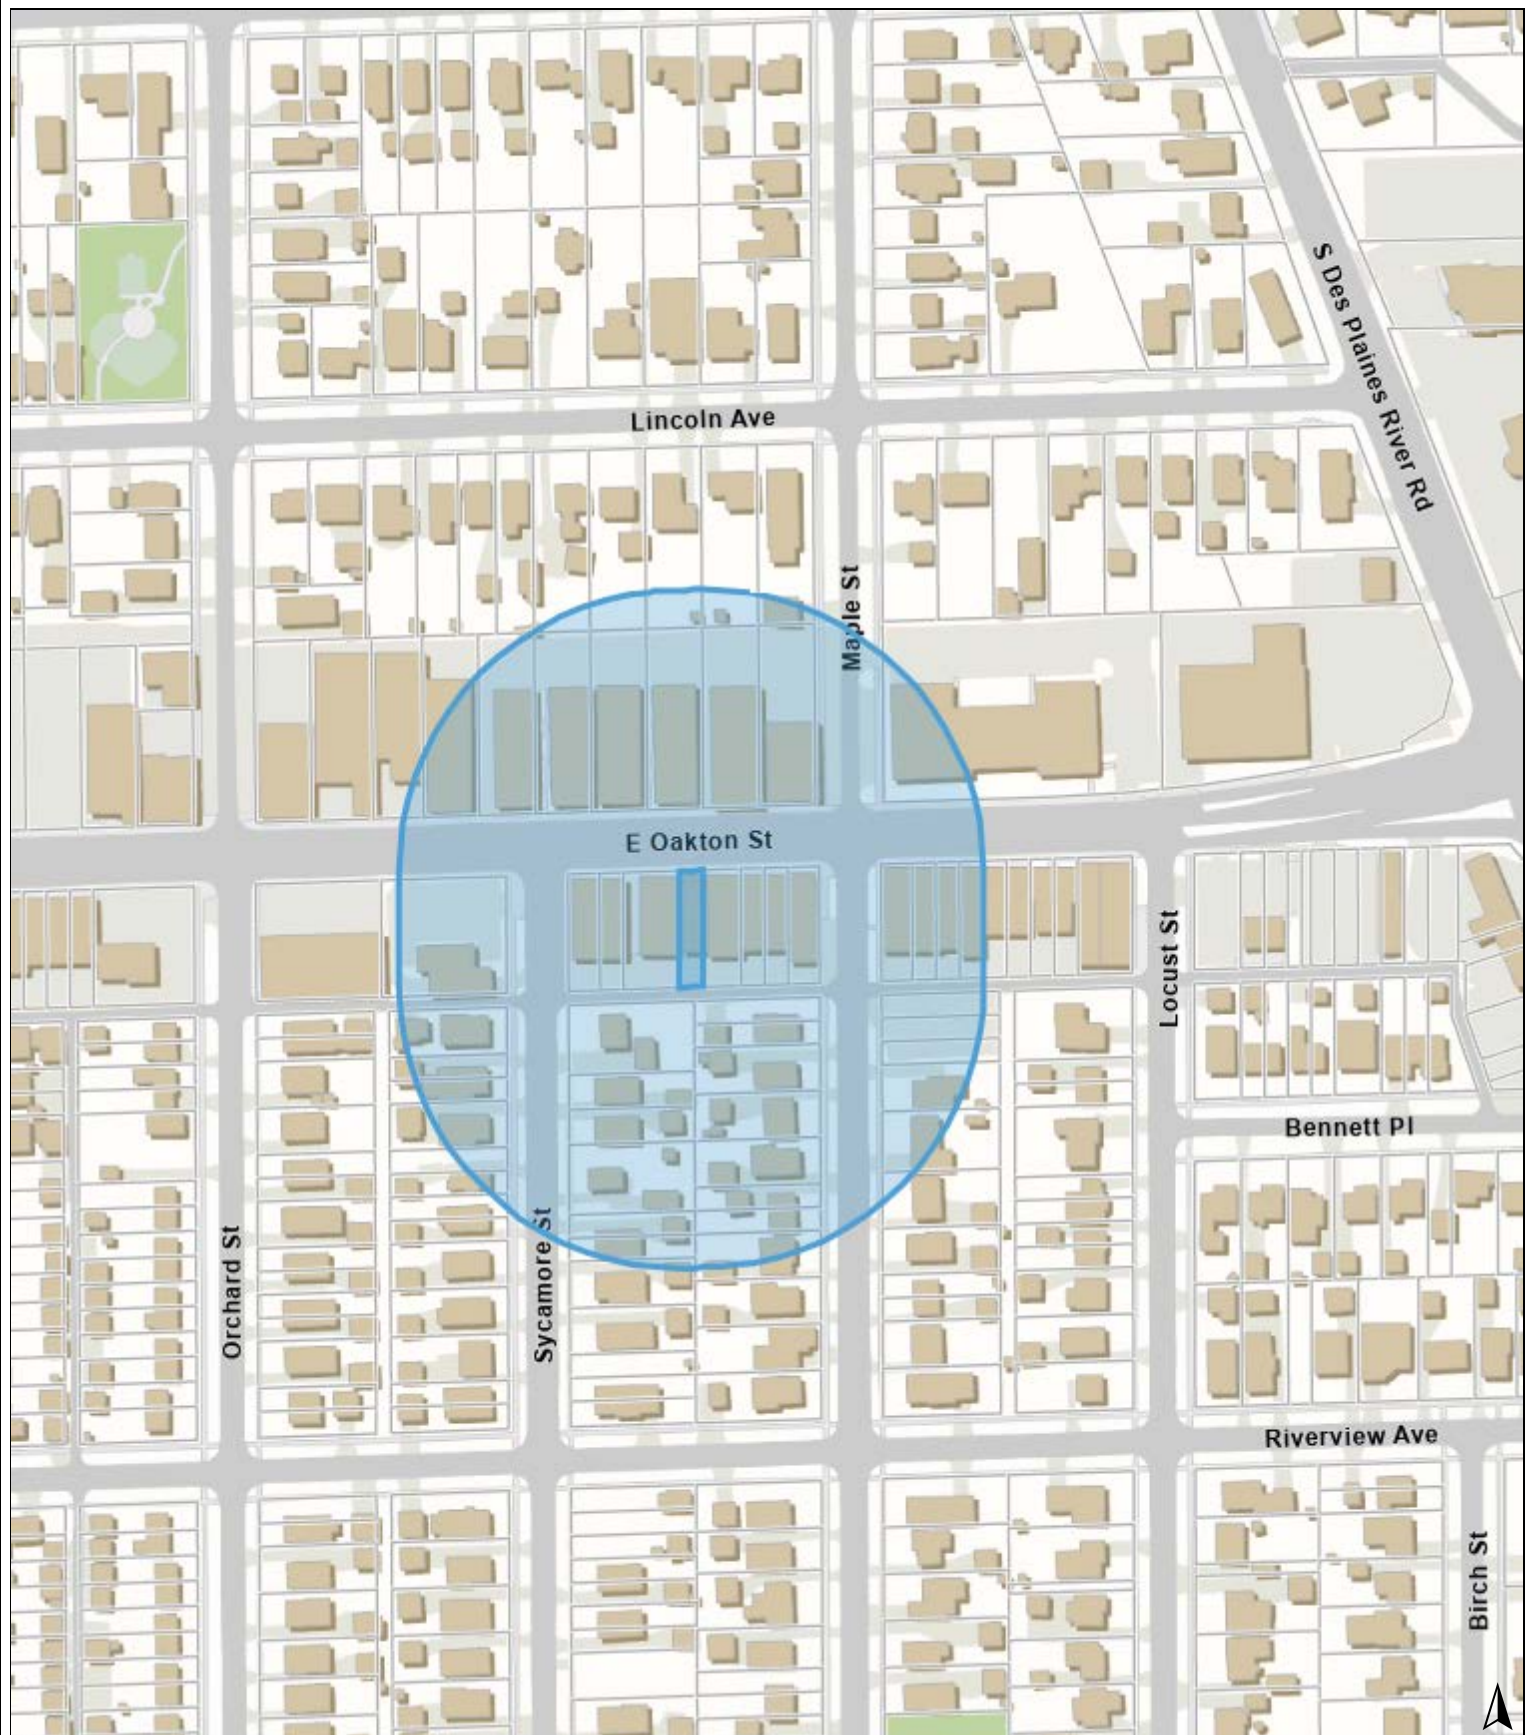 S Des Plaines River Rd
Lincoln Ave
Maple St
E Oakton St
Locust St
Bennett Pl
Orchard St
Sycamore St
Riverview Ave
Birch St